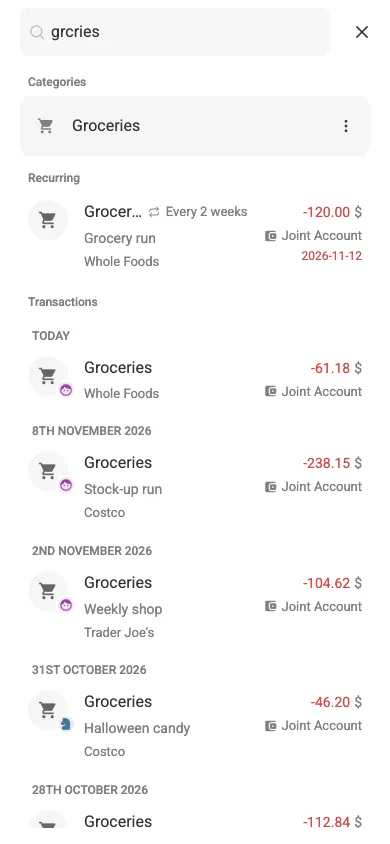 grcries
Categories
Groceries
Recurring
Grocer... Every 2 weeks -120.00 $
Grocery run Joint Account
Whole Foods 2026-11-12
Transactions
TODAY
Groceries -61.18 $
Whole Foods Joint Account
8TH NOVEMBER 2026
Groceries -238.15 $
Stock-up run Joint Account
Costco
2ND NOVEMBER 2026
Groceries -104.62 $
Weekly shop Joint Account
Trader Joe's
31ST OCTOBER 2026
Groceries -46.20 $
Halloween candy Joint Account
Costco
28TH OCTOBER 2026
Groceries -112.84 $